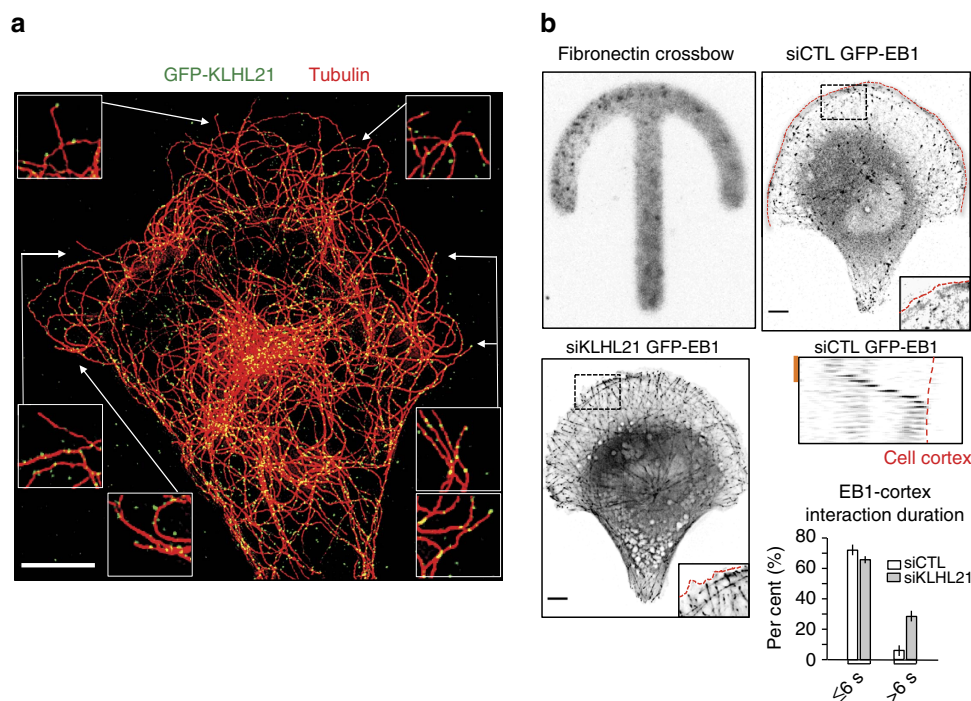 a
GFP-KLHL21 Tubulin
b
Fibronectin crossbow
siCTL GFP-EB1
siKLHL21 GFP-EB1
siCTL GFP-EB1
Cell cortex
EB1-cortex
interaction duration
Per cent (%)
80
60
40
20
0
siCTL
siKLHL21
≤6 s
>6 s